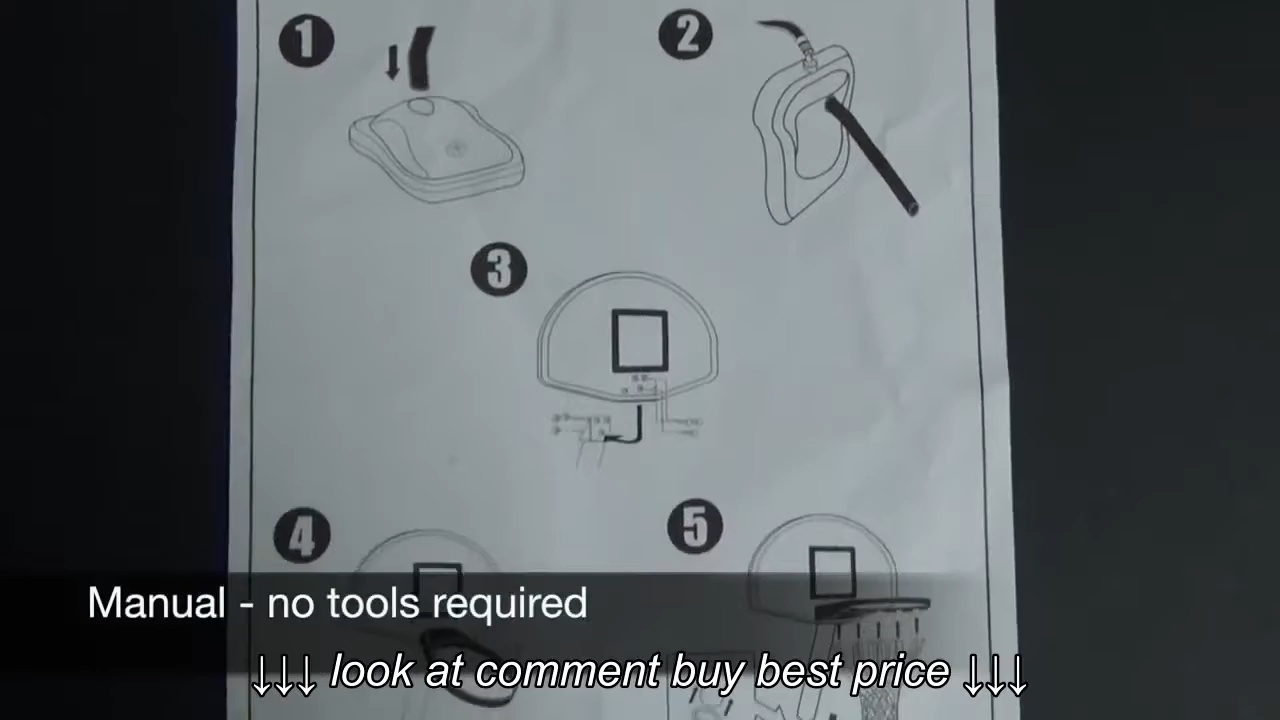 1
2
3
4
5
Manual - no tools required
↓↓↓ look at comment buy best price ↓↓↓